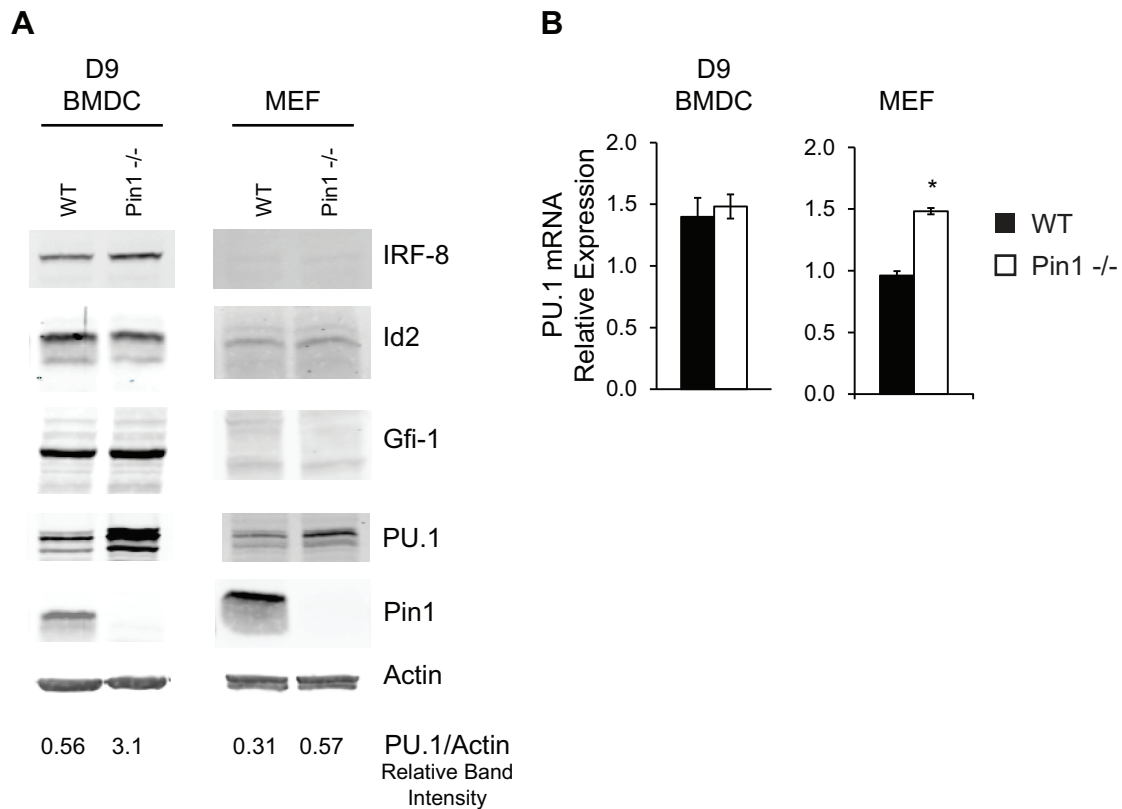 A
D9
BMDC
MEF
WT
Pin1 -/-
WT
Pin1 -/-
IRF-8
Id2
Gfi-1
PU.1
Pin1
Actin
0.56
3.1
0.31
0.57
PU.1/Actin
Relative Band
Intensity
B
D9
BMDC
MEF
PU.1 mRNA
Relative Expression
2.0
1.5
1.0
0.5
0.0
2.0
1.5
1.0
0.5
0.0
*
WT
Pin1 -/-